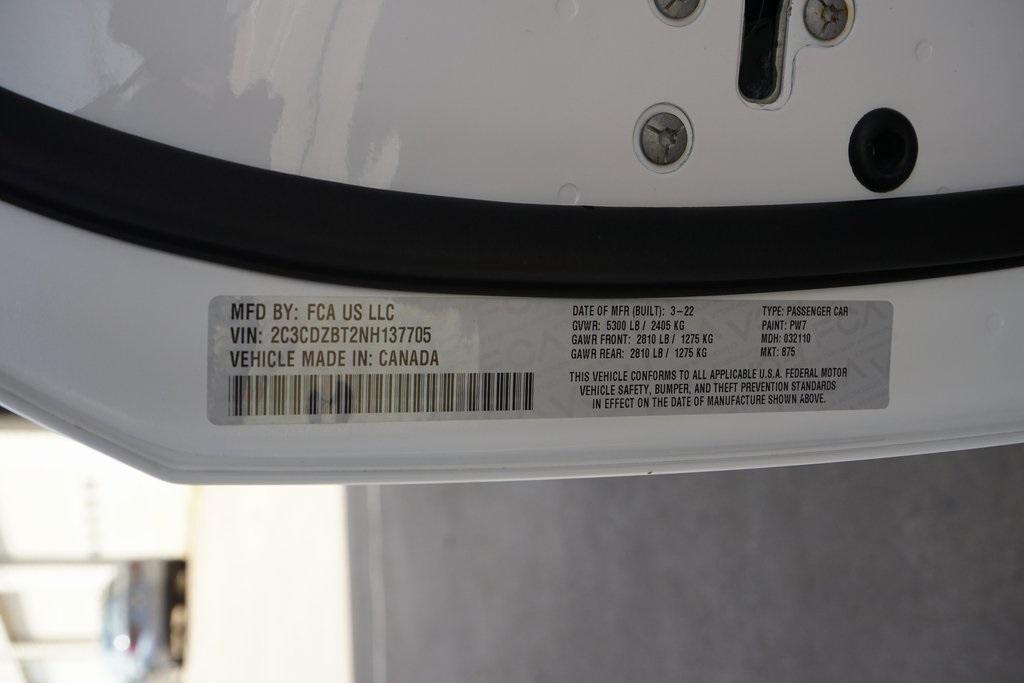 MFD BY: FCA US LLC
VIN: 2C3CDZBT2NH137705
VEHICLE MADE IN: CANADA
DATE OF MFR (BUILT): 3-22
GVWR: 5300 LB / 2405 KG
GAWR FRONT: 2810 LB / 1275 KG
GAWR REAR: 2810 LB / 1275 KG
TYPE: PASSENGER CAR
PAINT: PW7
MDH: 032110
MKT: 875
THIS VEHICLE CONFORMS TO ALL APPLICABLE U.S.A. FEDERAL MOTOR
VEHICLE SAFETY, BUMPER, AND THEFT PREVENTION STANDARDS
IN EFFECT ON THE DATE OF MANUFACTURE SHOWN ABOVE.